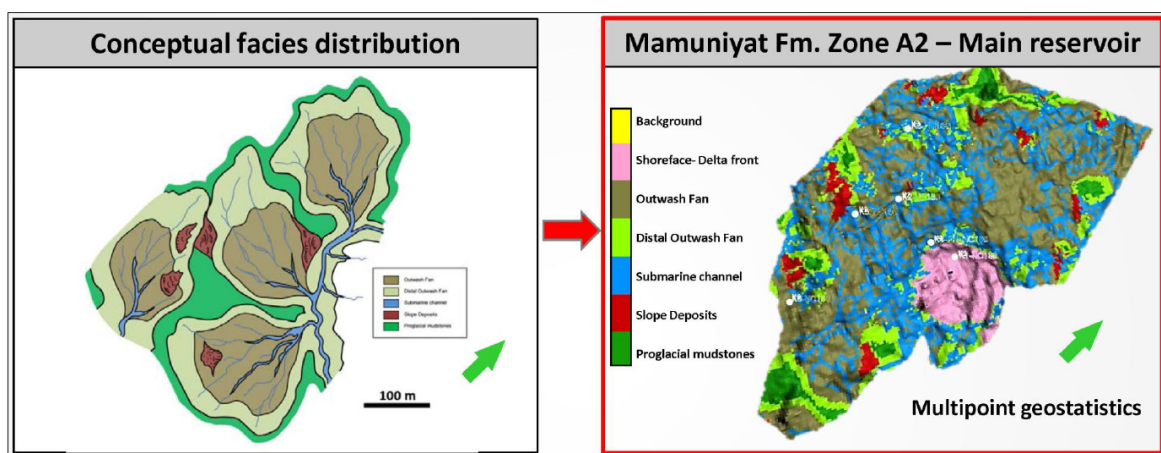 Conceptual facies distribution
Outwash Fan
Distal Outwash Fan
Submarine channel
Slope Deposits
Proglacial mudstones
100 m
Mamuniyat Fm. Zone A2 – Main reservoir
Background
Shoreface- Delta front
Outwash Fan
Distal Outwash Fan
Submarine channel
Slope Deposits
Proglacial mudstones
Multipoint geostatistics